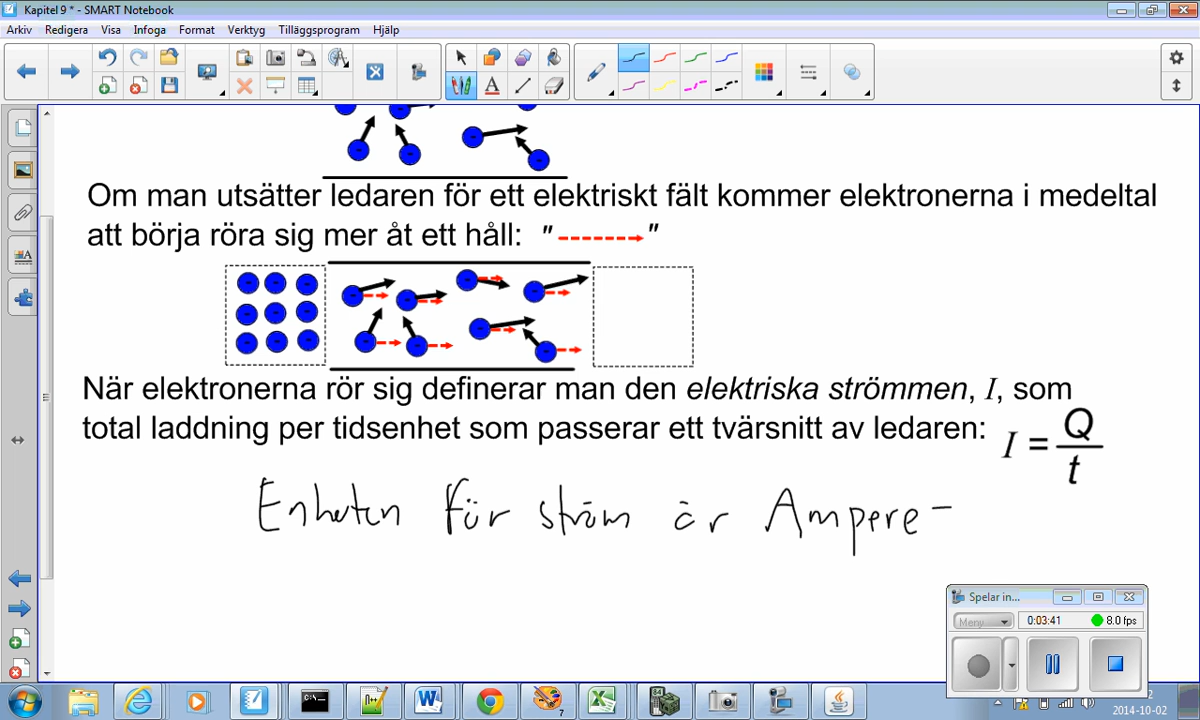 Kapitel 9 * - SMART Notebook
Arkiv Redigera Visa Infoga Format Verktyg Tilläggsprogram Hjälp
Om man utsätter ledaren för ett elektriskt fält kommer elektronerna i medeltal
att börja röra sig mer åt ett håll: " "
När elektronerna rör sig definerar man den elektriska strömmen, I, som
total laddning per tidsenhet som passerar ett tvärsnitt av ledaren: I = Q/t
Enheten för ström är Ampere -
Spelar in...
Meny 0:03:41 8.0 fps
2014-10-02